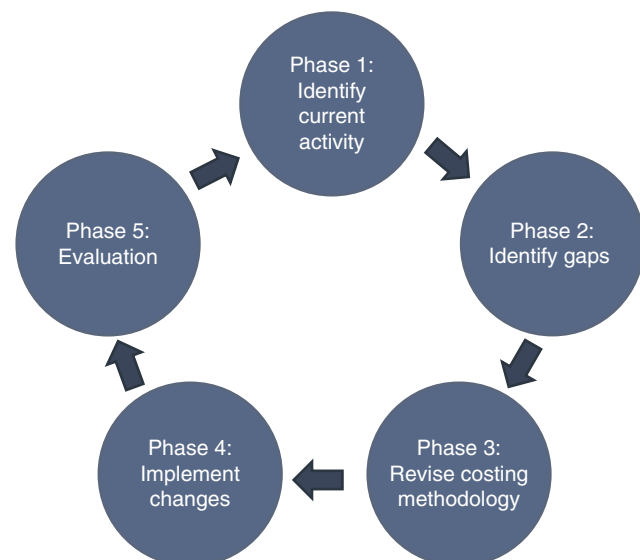 Phase 1:
Identify
current
activity
Phase 2:
Identify gaps
Phase 3:
Revise costing
methodology
Phase 4:
Implement
changes
Phase 5:
Evaluation